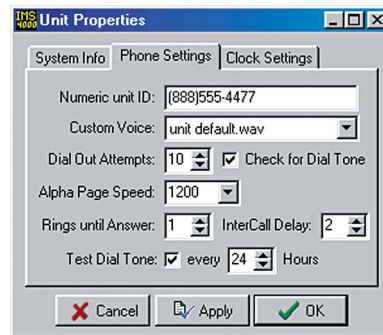 IMS 4000 Unit Properties
System Info Phone Settings Clock Settings
Numeric unit ID: (888)555-4477
Custom Voice: unit default.wav
Dial Out Attempts: 10 Check for Dial Tone
Alpha Page Speed: 1200
Rings until Answer: 1 InterCall Delay: 2
Test Dial Tone: every 24 Hours
Cancel Apply OK